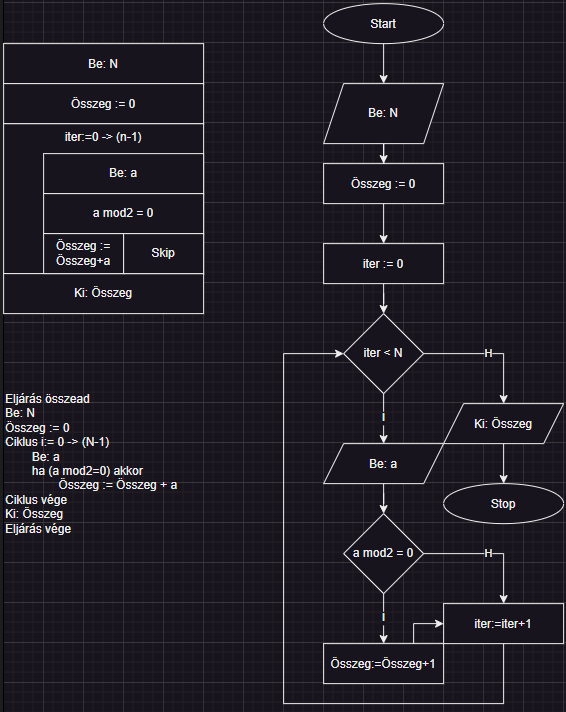 Be: N
Összeg := 0
iter:=0 -> (n-1)
Be: a
a mod2 = 0
Összeg :=
Összeg+a
Skip
Ki: Összeg
Eljárás összead
Be: N
Összeg := 0
Ciklus i:= 0 -> (N-1)
Be: a
ha (a mod2=0) akkor
Összeg := Összeg + a
Ciklus vége
Ki: Összeg
Eljárás vége
Start
Be: N
Összeg := 0
iter := 0
iter < N
H
I
Ki: Összeg
Be: a
Stop
a mod2 = 0
H
I
iter:=iter+1
Összeg:=Összeg+1